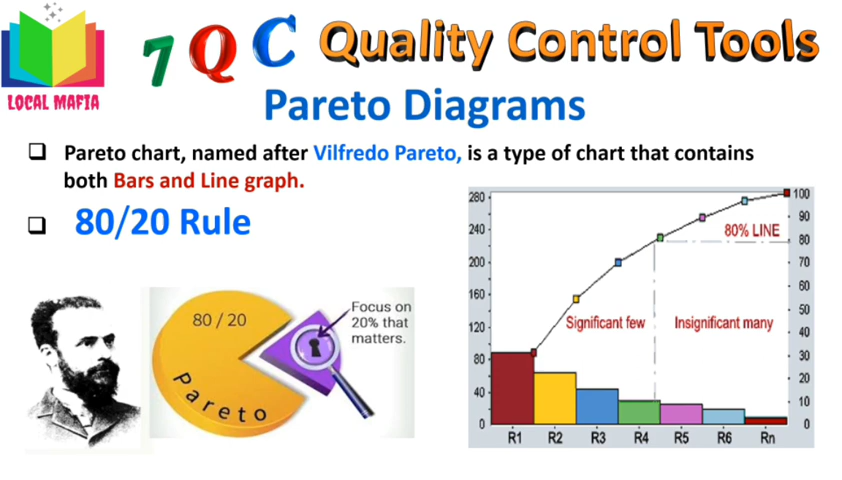 7 Q C Quality Control Tools
LOCAL MAFIA
Pareto Diagrams
Pareto chart, named after Vilfredo Pareto, is a type of chart that contains
both Bars and Line graph.
80/20 Rule
80 / 20
Pareto
Focus on
20% that
matters.
280
240
200
160
120
80
40
0
100
90
80
70
60
50
40
30
20
10
0
80% LINE
Significant few
Insignificant many
R1 R2 R3 R4 R5 R6 Rn